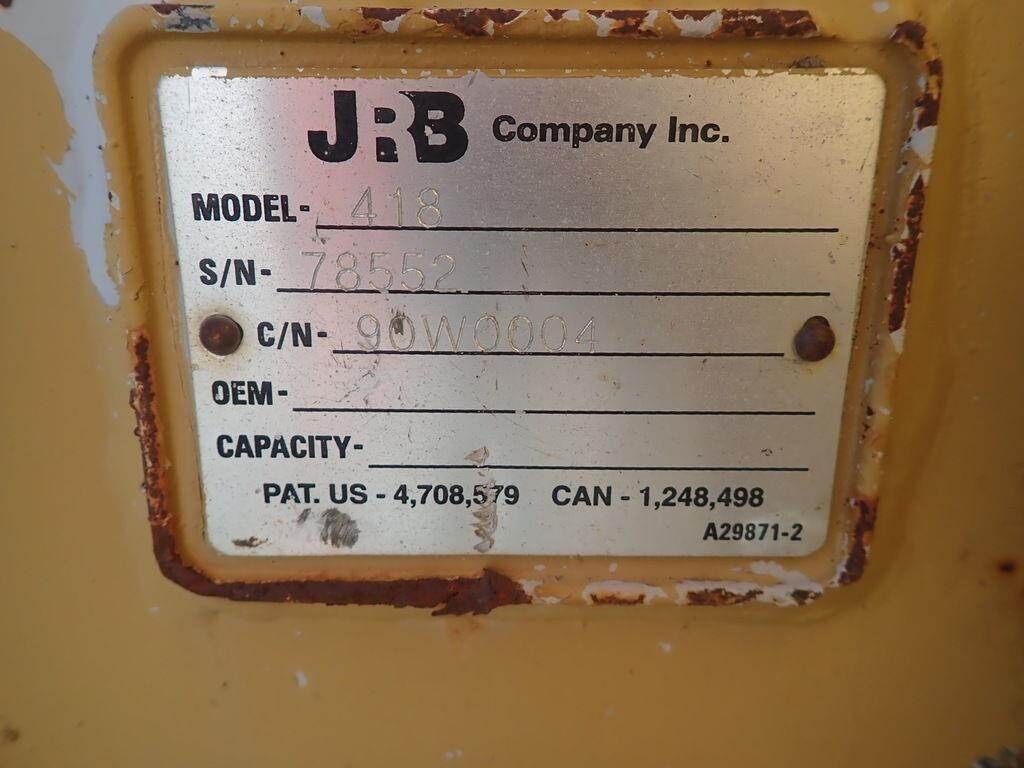 JRB Company Inc.
MODEL- 418
S/N- 78552
C/N- 90W0004
OEM-
CAPACITY-
PAT. US - 4,708,579 CAN - 1,248,498
A29871-2